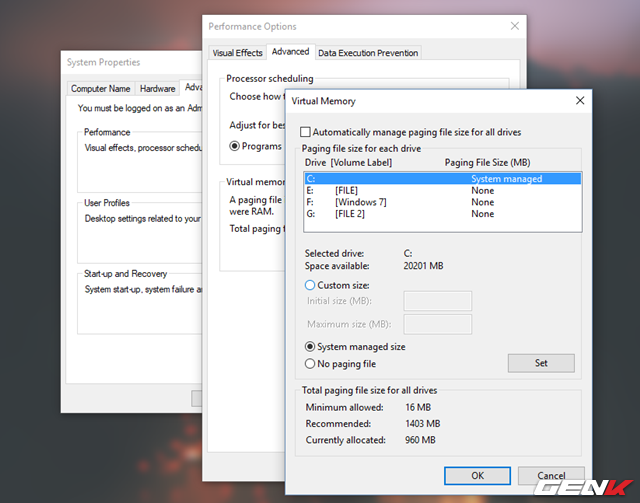 Performance Options
Visual Effects
Advanced
Data Execution Prevention
Processor scheduling
Choose how
Adjust for bes
Programs
Virtual memor
A paging file
were RAM.
Total paging f
System Properties
Computer Name
Hardware
Adva
You must be logged on as an Adm
Performance
Visual effects, processor schedu
User Profiles
Desktop settings related to your
Start-up and Recovery
System start-up, system failure an
Virtual Memory
Automatically manage paging file size for all drives
Paging file size for each drive
Drive [Volume Label] Paging File Size (MB)
C: System managed
E: [FILE] None
F: [Windows 7] None
G: [FILE 2] None
Selected drive: C:
Space available: 20201 MB
Custom size:
Initial size (MB):
Maximum size (MB):
System managed size
No paging file
Set
Total paging file size for all drives
Minimum allowed: 16 MB
Recommended: 1403 MB
Currently allocated: 960 MB
OK
Cancel
GENK